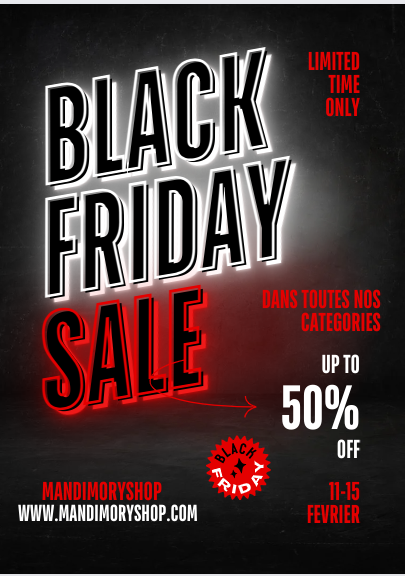 LIMITED
TIME
ONLY
BLACK
FRIDAY
SALE
DANS TOUTES NOS
CATEGORIES
UP TO
50%
OFF
BLACK
FRIDAY
MANDIMORYSHOP
WWW.MANDIMORYSHOP.COM
11-15
FEVRIER